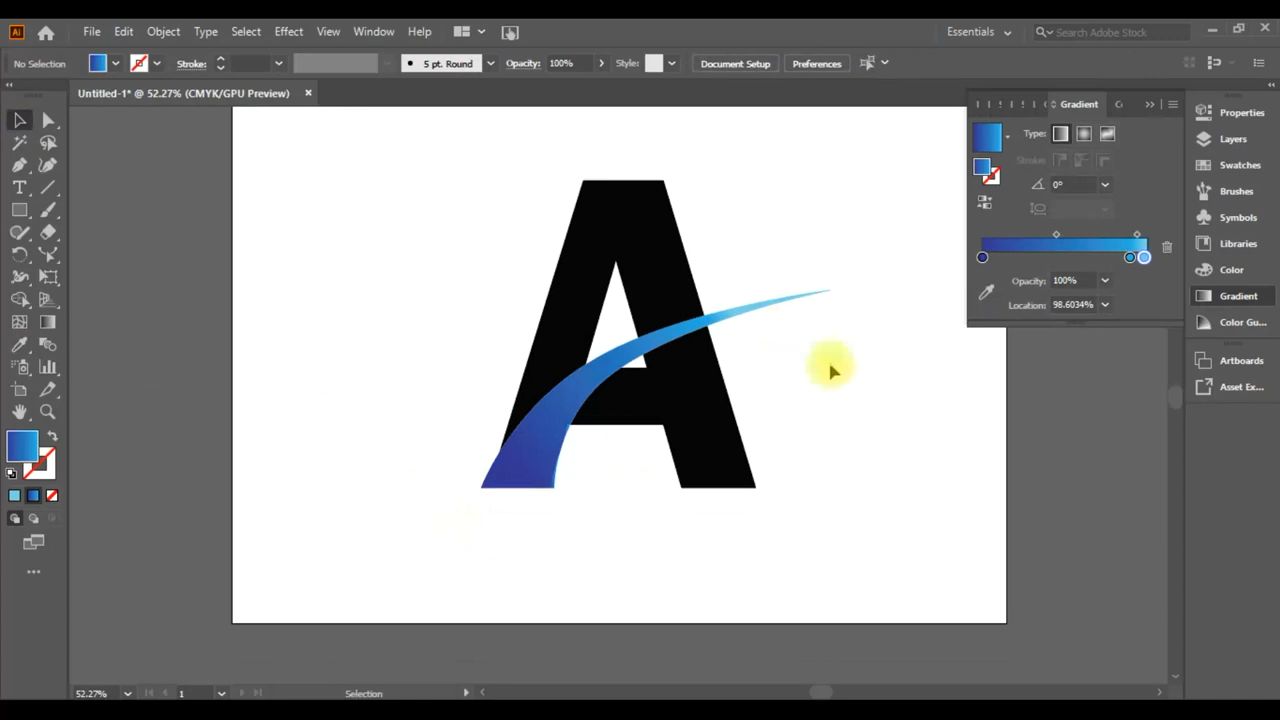 Ai File Edit Object Type Select Effect View Window Help Essentials Search Adobe Stock
No Selection Stroke: 5 pt. Round Opacity: 100% Style: Document Setup Preferences
Untitled-1* @ 52.27% (CMYK/GPU Preview)
Gradient
Type:
Stroke:
0°
Opacity: 100%
Location: 98.6034%
Properties
Layers
Swatches
Brushes
Symbols
Libraries
Color
Gradient
Color Gu...
Artboards
Asset Ex...
A
52.27% 1 Selection